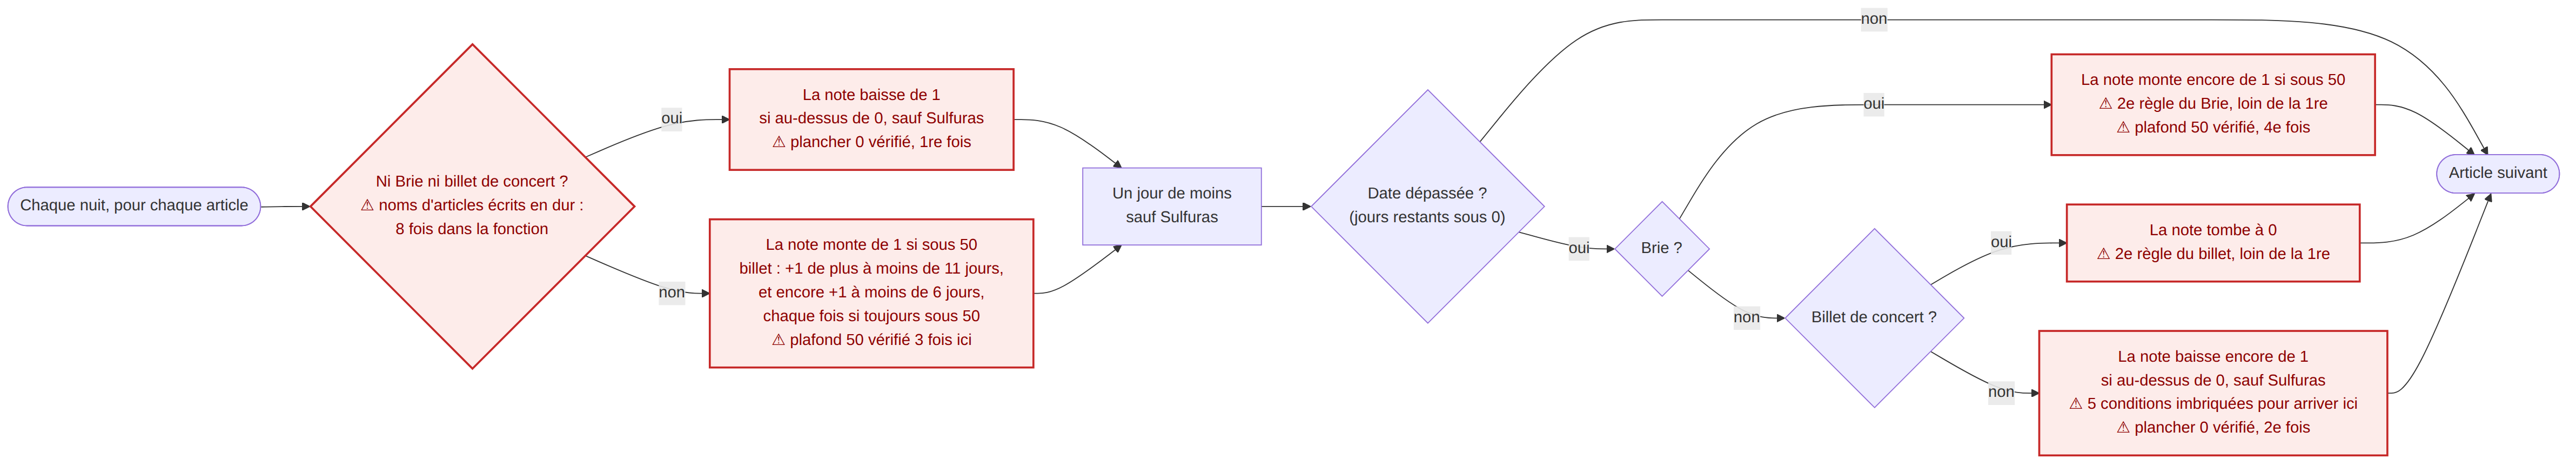 Chaque nuit, pour chaque article
Ni Brie ni billet de concert ?
⚠ noms d'articles écrits en dur :
8 fois dans la fonction
oui
non
La note baisse de 1
si au-dessus de 0, sauf Sulfuras
⚠ plancher 0 vérifié, 1re fois
La note monte de 1 si sous 50
billet : +1 de plus à moins de 11 jours,
et encore +1 à moins de 6 jours,
chaque fois si toujours sous 50
⚠ plafond 50 vérifié 3 fois ici
Un jour de moins
sauf Sulfuras
Date dépassée ?
(jours restants sous 0)
non
oui
Brie ?
oui
non
La note monte encore de 1 si sous 50
⚠ 2e règle du Brie, loin de la 1re
⚠ plafond 50 vérifié, 4e fois
Billet de concert ?
oui
non
La note tombe à 0
⚠ 2e règle du billet, loin de la 1re
La note baisse encore de 1
si au-dessus de 0, sauf Sulfuras
⚠ 5 conditions imbriquées pour arriver ici
⚠ plancher 0 vérifié, 2e fois
Article suivant